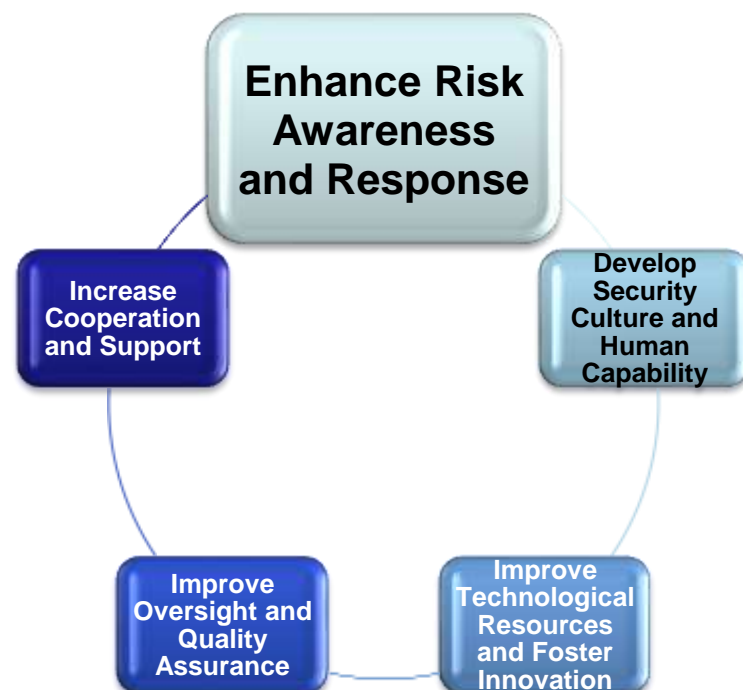 Enhance Risk
Awareness
and Response
Develop
Security
Culture and
Human
Capability
Improve
Technological
Resources
and Foster
Innovation
Improve
Oversight and
Quality
Assurance
Increase
Cooperation
and Support